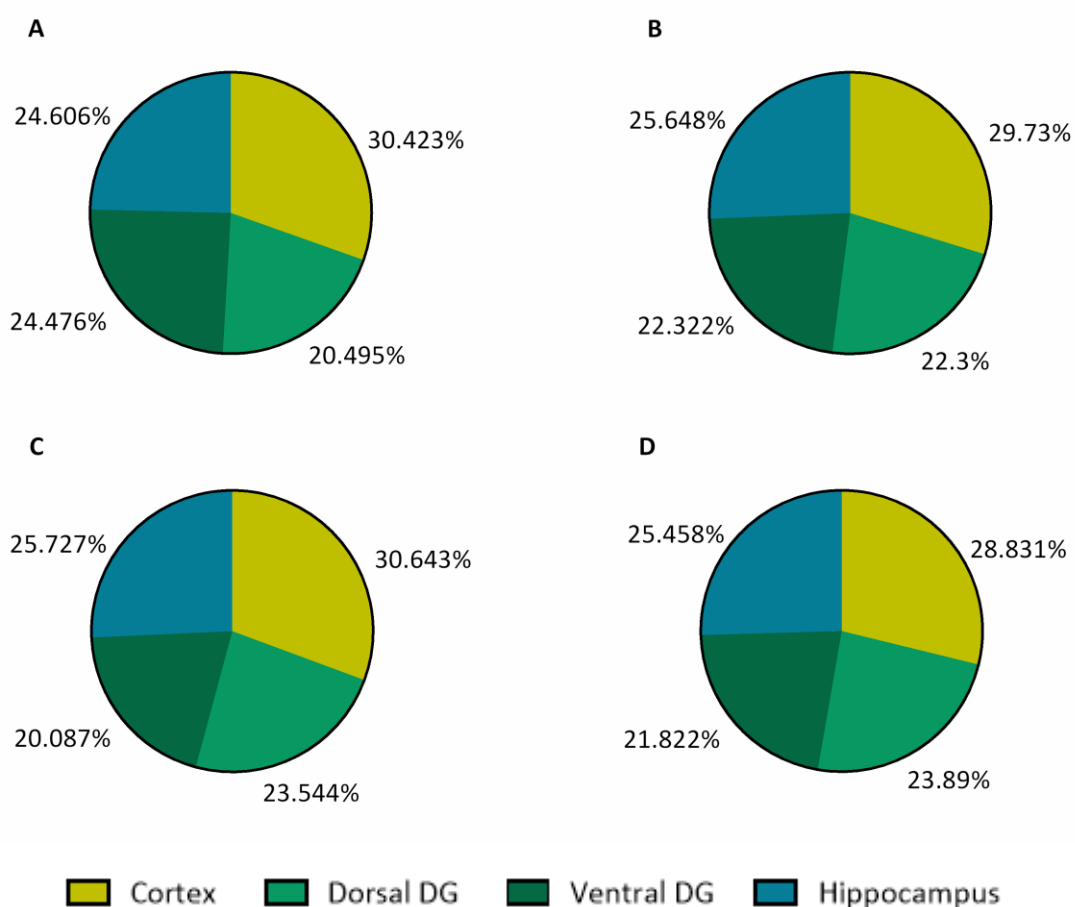 A
B
24.606%
30.423%
25.648%
29.73%
24.476%
20.495%
22.322%
22.3%
C
D
25.727%
30.643%
25.458%
28.831%
20.087%
23.544%
21.822%
23.89%
Cortex
Dorsal DG
Ventral DG
Hippocampus